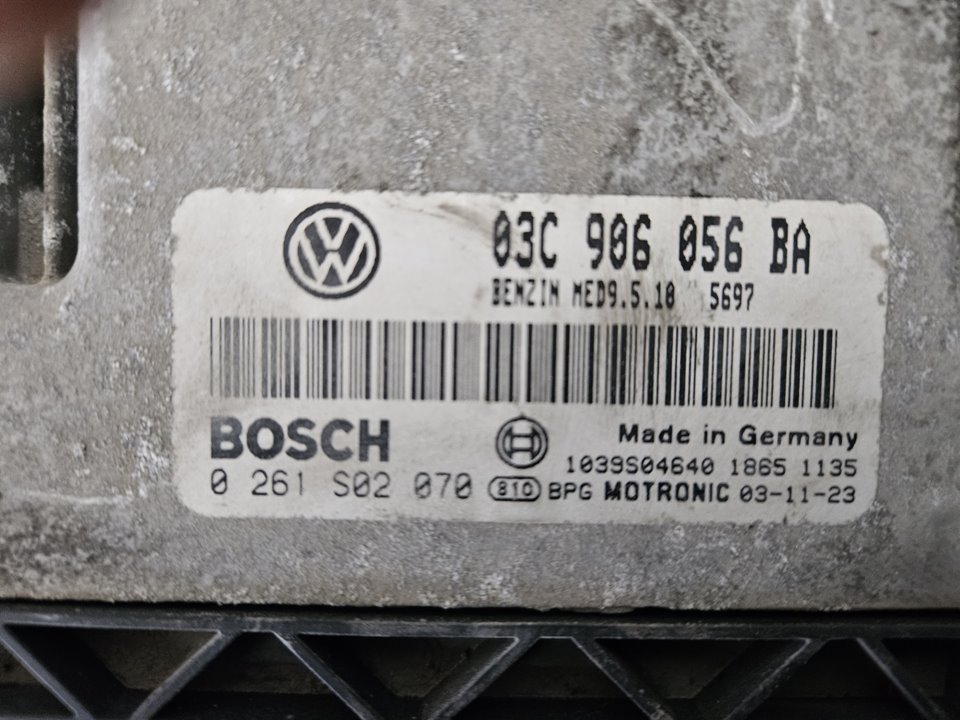 03C 906 056 BA
BENZIN MED9.5.10 5697
BOSCH
Made in Germany
1039S04640 1865 1135
0 261 S02 070 810 BPG MOTRONIC 03-11-23